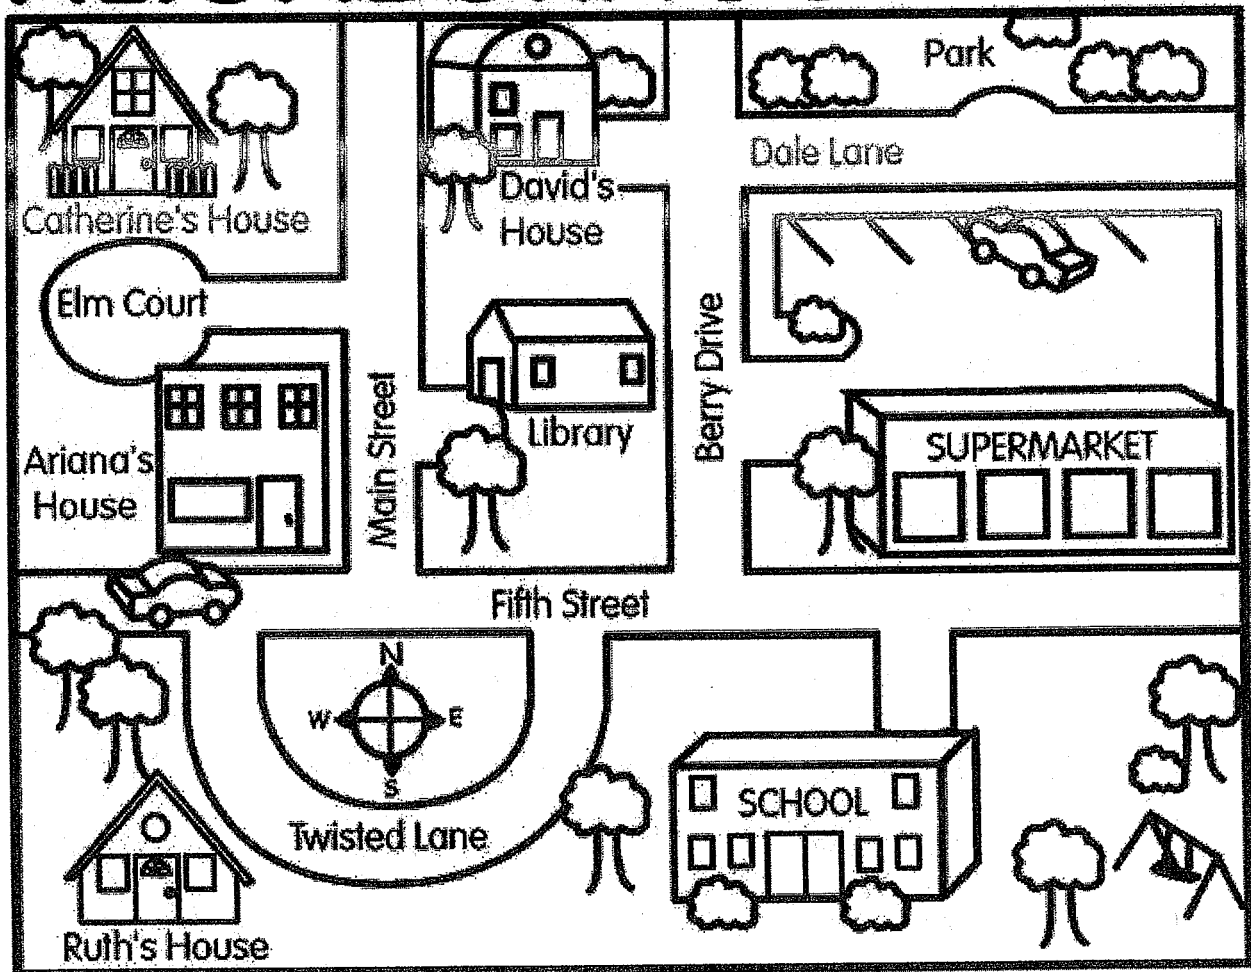 Park
Dale Lane
David's
House
Catherine's House
Elm Court
Berry Drive
Main Street
Library
SUPERMARKET
Ariana's
House
Fifth Street
N
W E
S
SCHOOL
Twisted Lane
Ruth's House